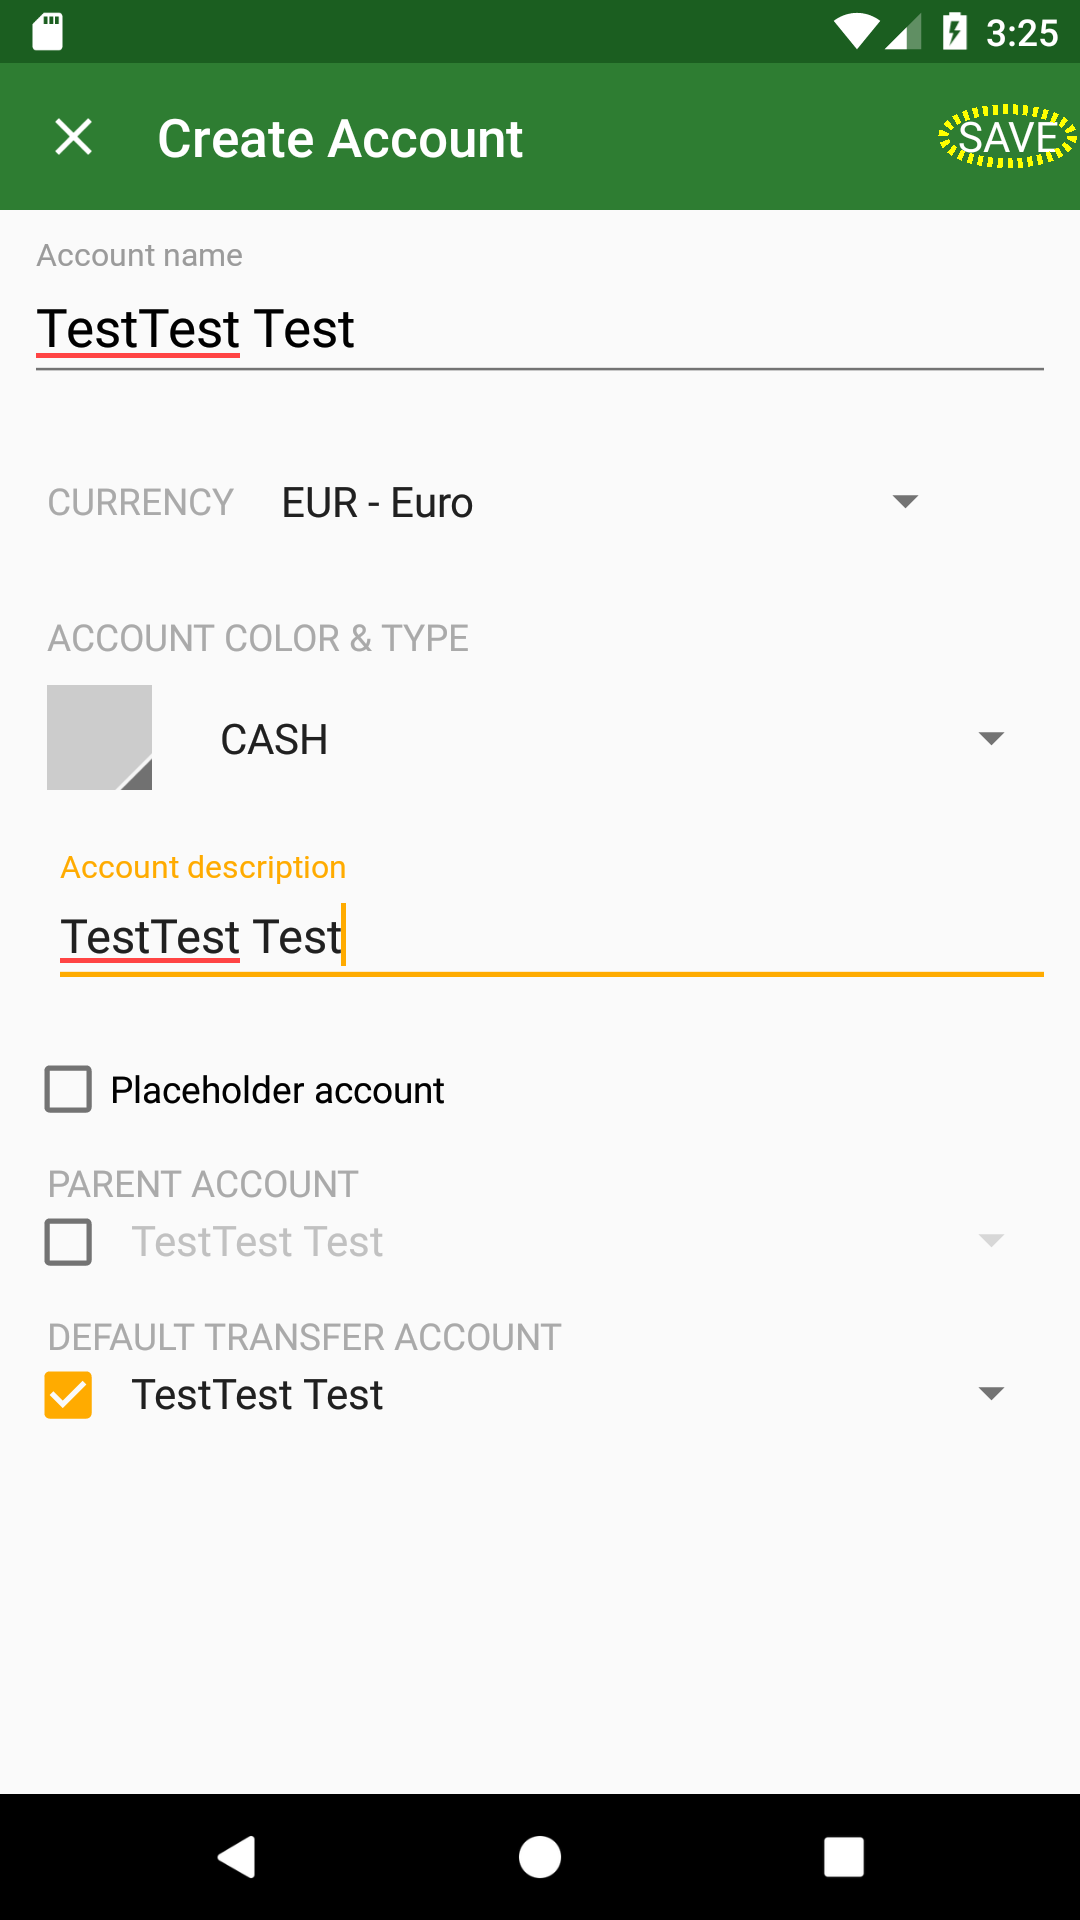 3:25
Create Account
SAVE
Account name
TestTest Test
CURRENCY EUR - Euro
ACCOUNT COLOR & TYPE
CASH
Account description
TestTest Test
Placeholder account
PARENT ACCOUNT
TestTest Test
DEFAULT TRANSFER ACCOUNT
TestTest Test